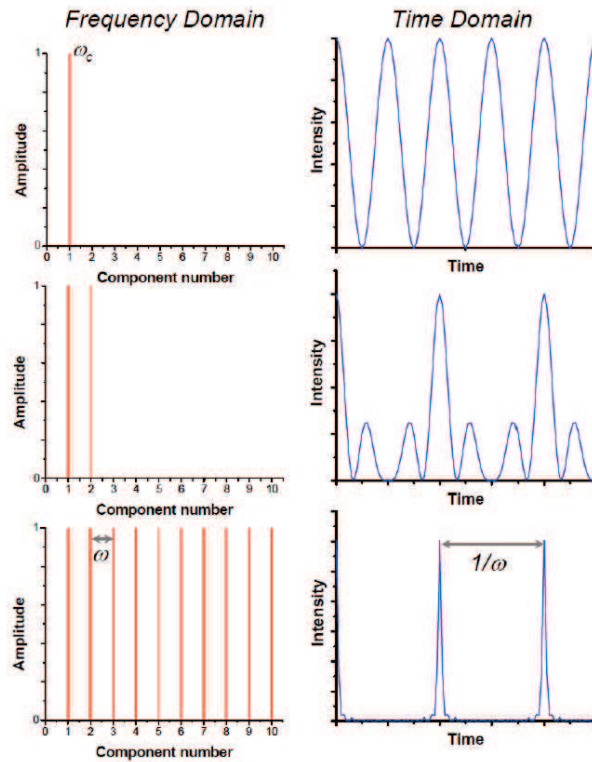 Frequency Domain
Time Domain
ω_c
Amplitude
1
0
0 1 2 3 4 5 6 7 8 9 10
Component number
Intensity
Time
Amplitude
1
0
0 1 2 3 4 5 6 7 8 9 10
Component number
Intensity
Time
ω
Amplitude
1
0
0 1 2 3 4 5 6 7 8 9 10
Component number
1/ω
Intensity
Time